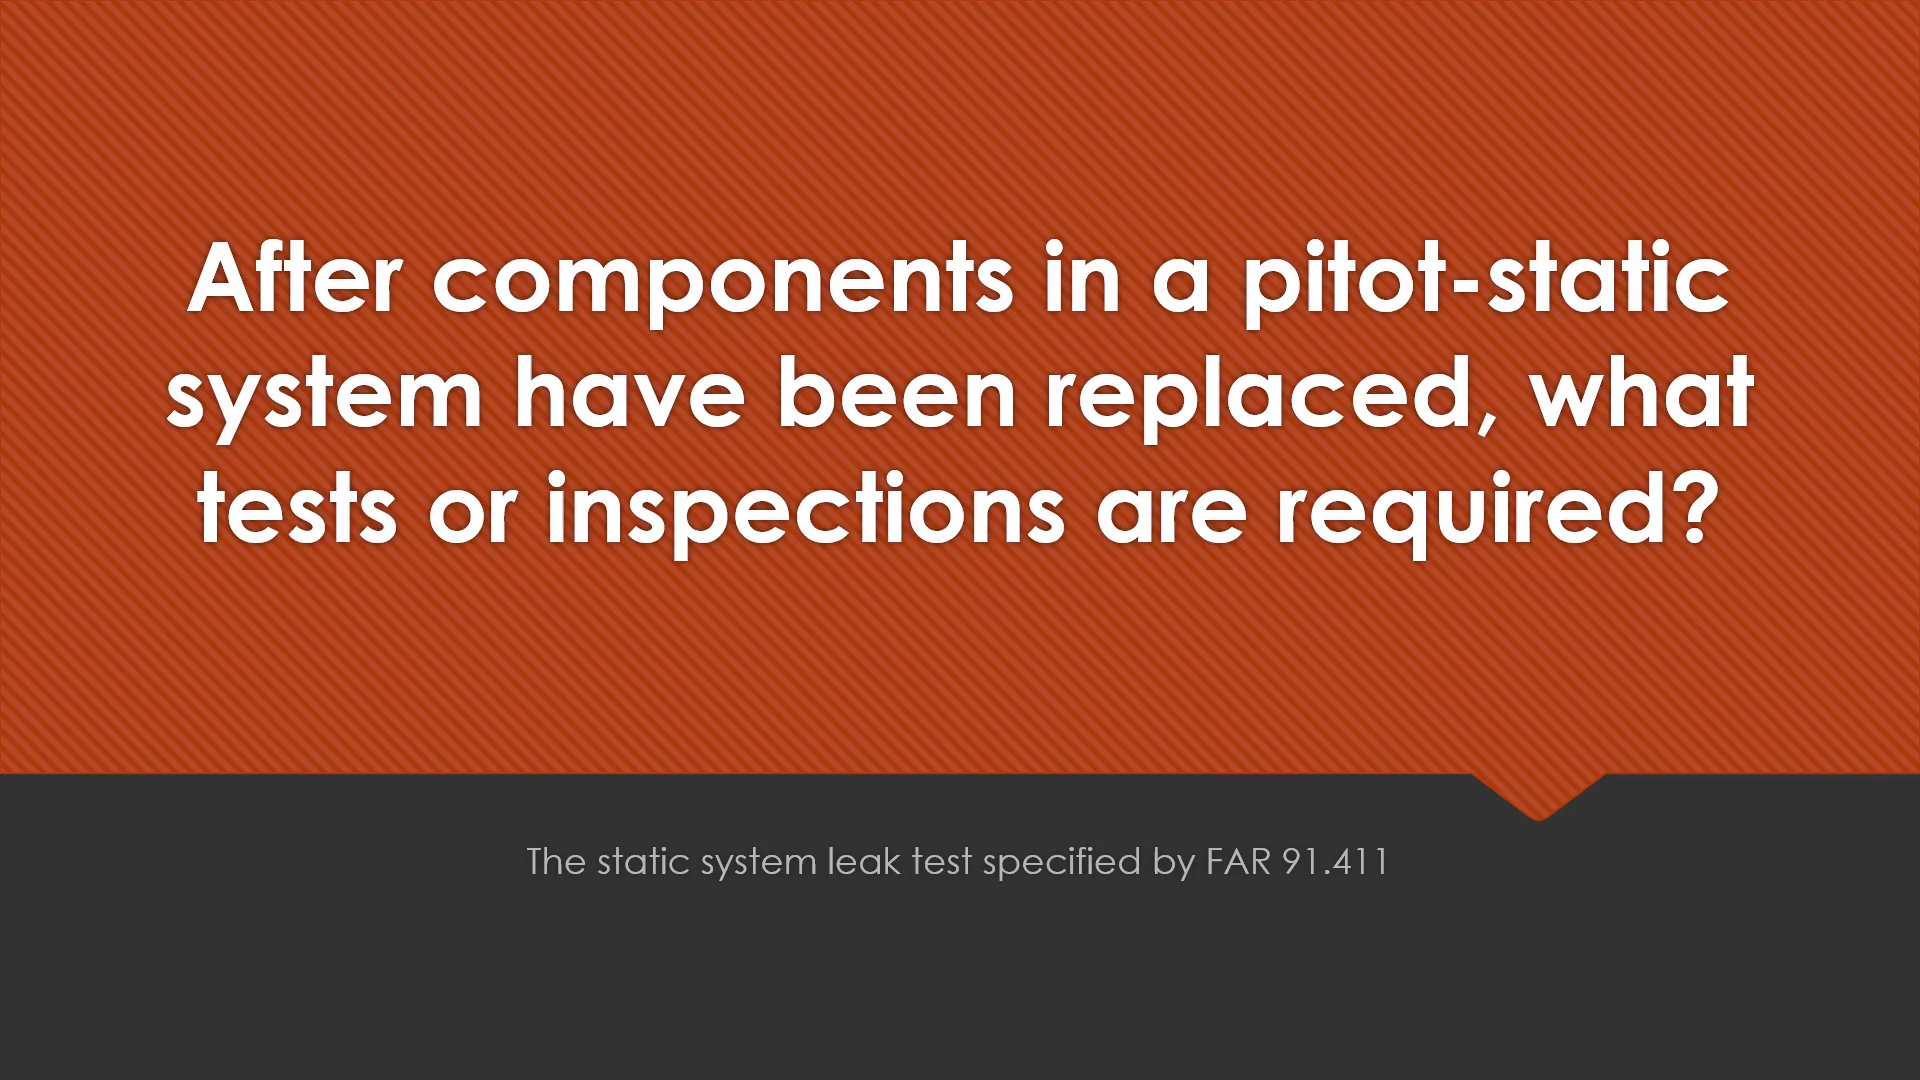 After components in a pitot-static
system have been replaced, what
tests or inspections are required?
The static system leak test specified by FAR 91.411